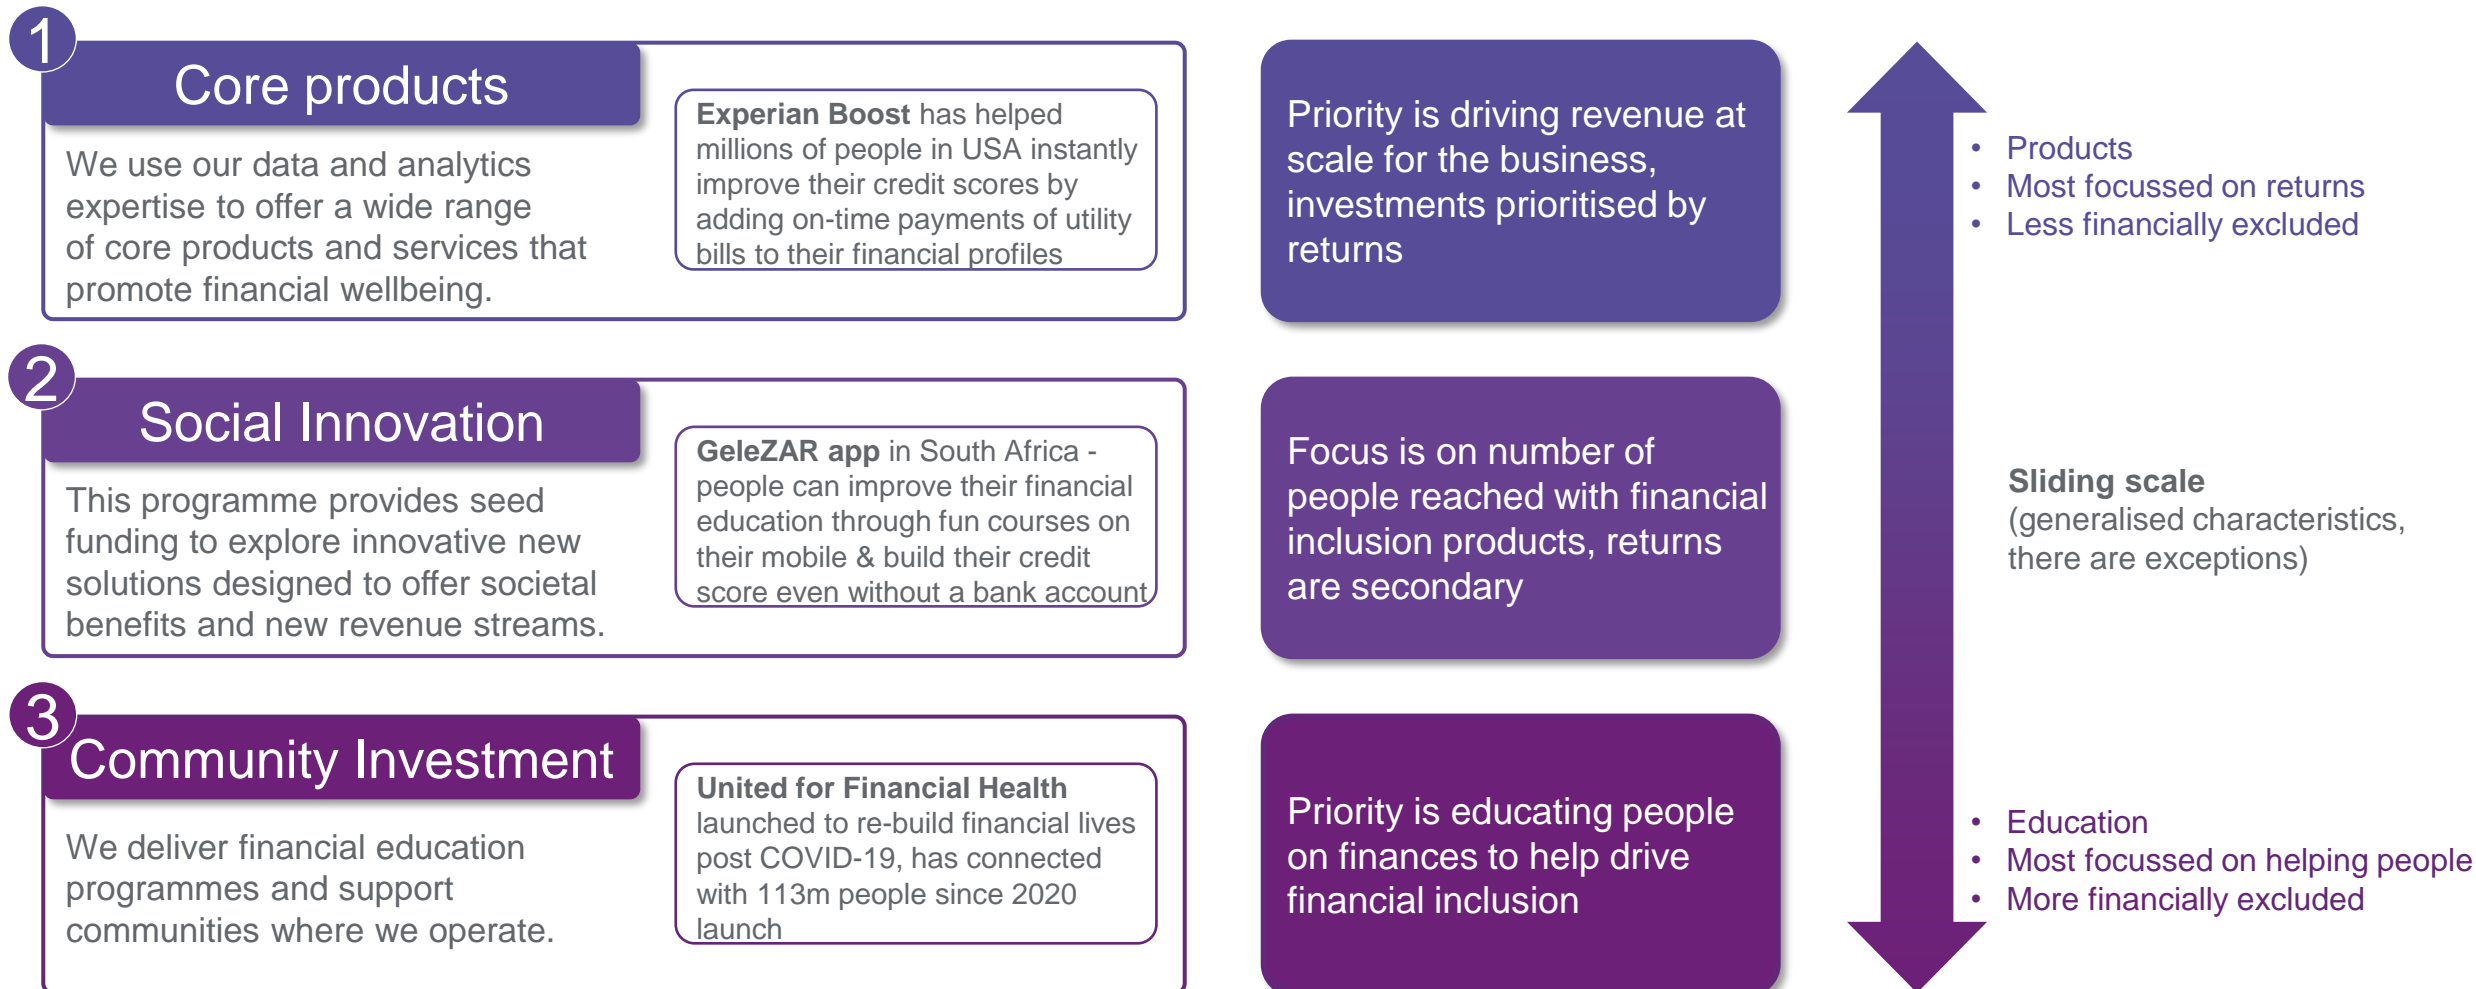 1
Core products
We use our data and analytics
expertise to offer a wide range
of core products and services that
promote financial wellbeing.
Experian Boost has helped
millions of people in USA instantly
improve their credit scores by
adding on-time payments of utility
bills to their financial profiles
Priority is driving revenue at
scale for the business,
investments prioritised by
returns
• Products
• Most focussed on returns
• Less financially excluded
2
Social Innovation
This programme provides seed
funding to explore innovative new
solutions designed to offer societal
benefits and new revenue streams.
GeleZAR app in South Africa -
people can improve their financial
education through fun courses on
their mobile & build their credit
score even without a bank account
Focus is on number of
people reached with financial
inclusion products, returns
are secondary
Sliding scale
(generalised characteristics,
there are exceptions)
3
Community Investment
We deliver financial education
programmes and support
communities where we operate.
United for Financial Health
launched to re-build financial lives
post COVID-19, has connected
with 113m people since 2020
launch
Priority is educating people
on finances to help drive
financial inclusion
• Education
• Most focussed on helping people
• More financially excluded